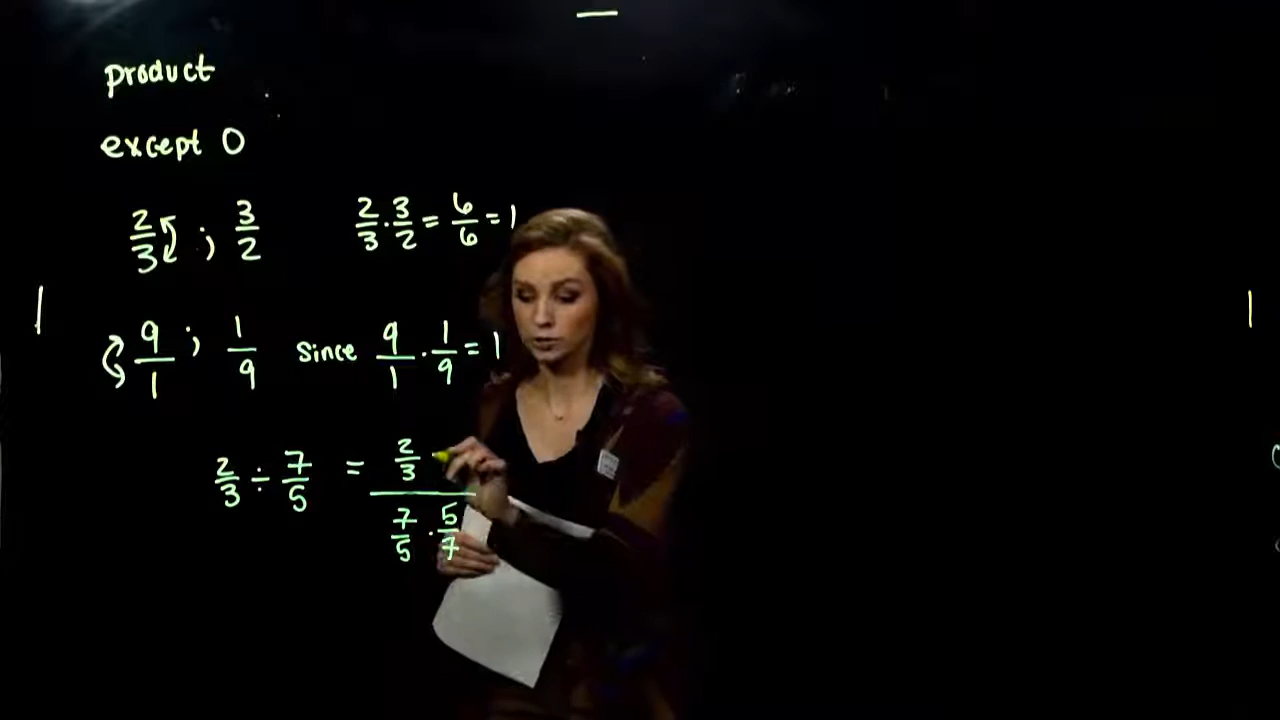 product
except 0
2/3 ; 3/2    2/3 · 3/2 = 6/6 = 1
9/1 ; 1/9 since 9/1 · 1/9 = 1
2/3 ÷ 7/5 = (2/3) / (7/5 · 5/7)